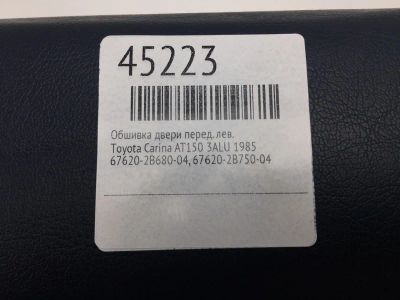 45223
Обшивка двери перед. лев.
Toyota Carina AT150 3ALU 1985
67620-2B680-04, 67620-2B750-04